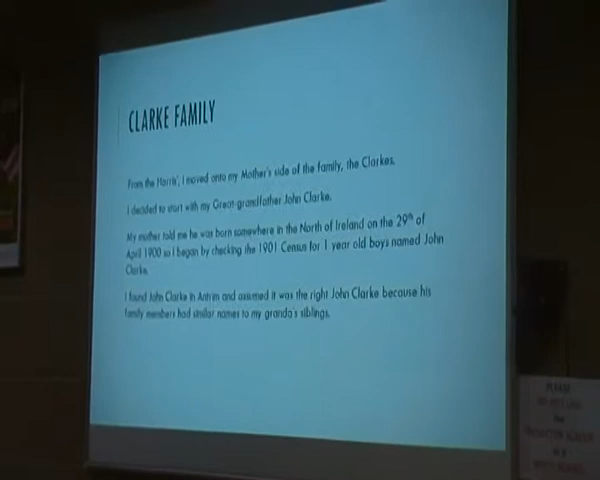 CLARKE FAMILY
From the Harris', I moved onto my Mother's side of the family, the Clarkes.
I decided to start with my Great-grandfather John Clarke.
My mother told me he was born somewhere in the North of Ireland on the 29th of
April 1900 so I began by checking the 1901 Census for 1 year old boys named John
Clarke.
I found John Clarke in Antrim and assumed it was the right John Clarke because his
family members had similar names to my granda's siblings.
PLEASE